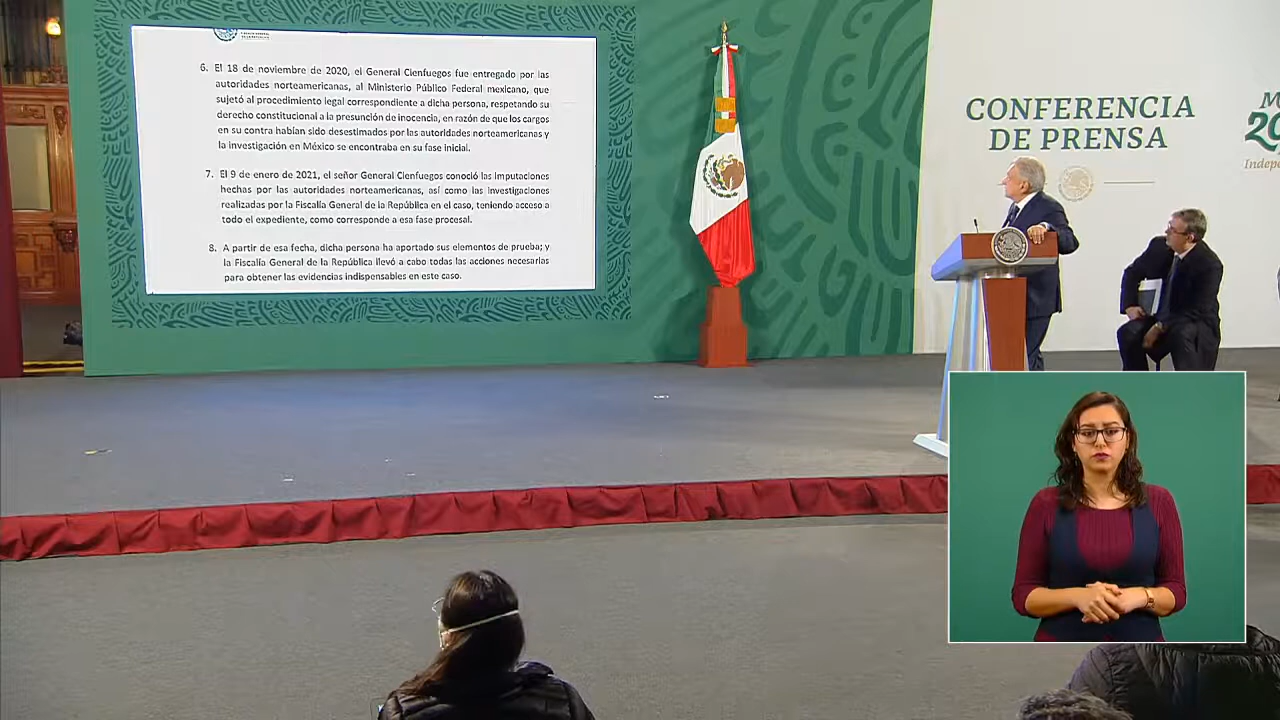 FISCALÍA GENERAL
DE LA REPÚBLICA
6. El 18 de noviembre de 2020, el General Cienfuegos fue entregado por las
autoridades norteamericanas, al Ministerio Público Federal mexicano, que
sujetó al procedimiento legal correspondiente a dicha persona, respetando su
derecho constitucional a la presunción de inocencia, en razón de que los cargos
en su contra habían sido desestimados por las autoridades norteamericanas y
la investigación en México se encontraba en su fase inicial.
7. El 9 de enero de 2021, el señor General Cienfuegos conoció las imputaciones
hechas por las autoridades norteamericanas, así como las investigaciones
realizadas por la Fiscalía General de la República en el caso, teniendo acceso a
todo el expediente, como corresponde a esa fase procesal.
8. A partir de esa fecha, dicha persona ha aportado sus elementos de prueba; y
la Fiscalía General de la República llevó a cabo todas las acciones necesarias
para obtener las evidencias indispensables en este caso.
CONFERENCIA
DE PRENSA
M
20
Indep